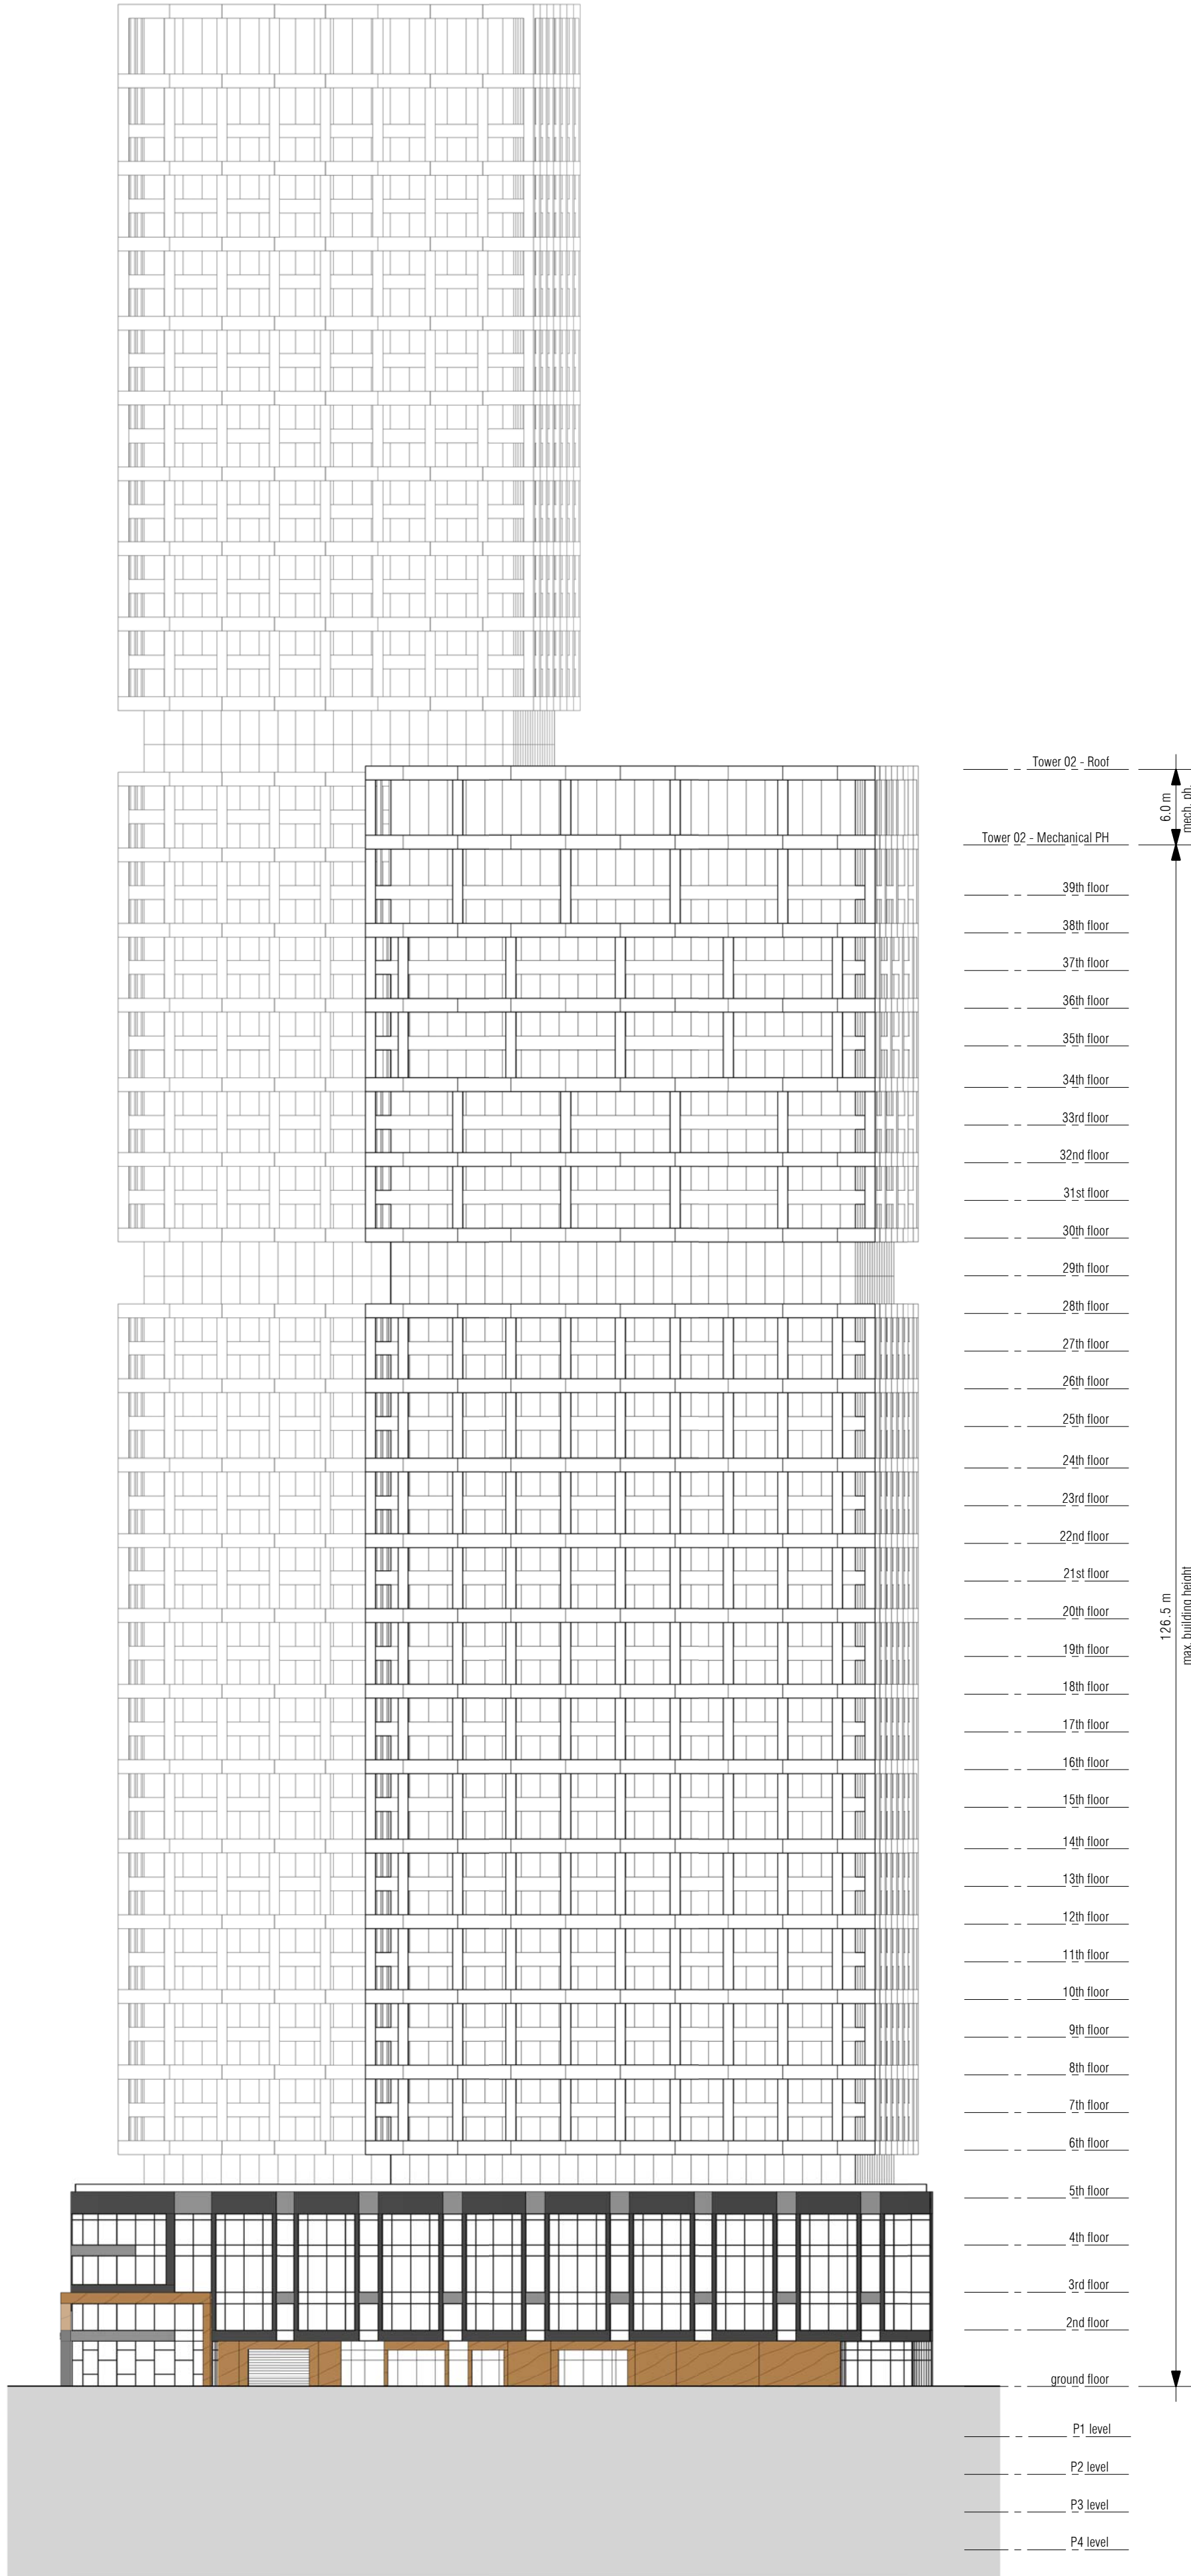 Tower 02 - Roof
6.0 m
mech. ph.
Tower 02 - Mechanical PH
39th floor
38th floor
37th floor
36th floor
35th floor
34th floor
33rd floor
32nd floor
31st floor
30th floor
29th floor
28th floor
27th floor
26th floor
25th floor
24th floor
23rd floor
22nd floor
21st floor
20th floor
19th floor
18th floor
17th floor
16th floor
15th floor
14th floor
13th floor
12th floor
11th floor
10th floor
9th floor
8th floor
7th floor
6th floor
5th floor
4th floor
3rd floor
2nd floor
ground floor
126.5 m
max. building height
P1 level
P2 level
P3 level
P4 level